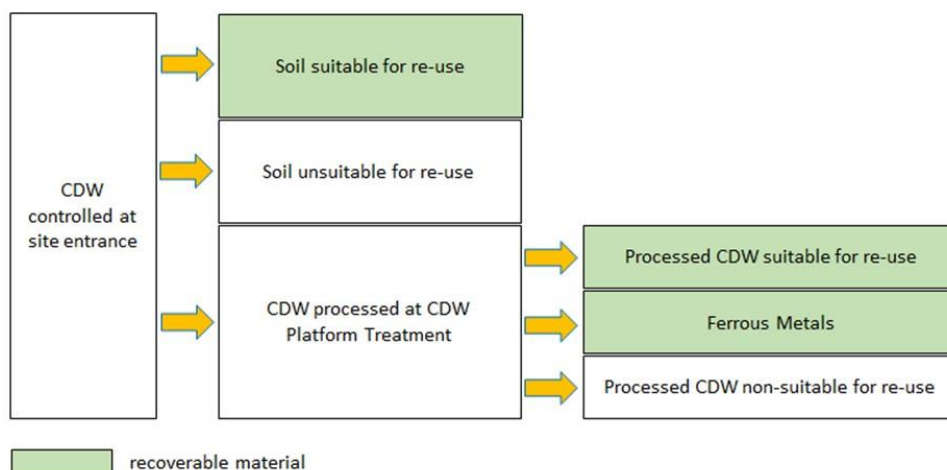 CDW
controlled at
site entrance
Soil suitable for re-use
Soil unsuitable for re-use
CDW processed at CDW
Platform Treatment
Processed CDW suitable for re-use
Ferrous Metals
Processed CDW non-suitable for re-use
recoverable material